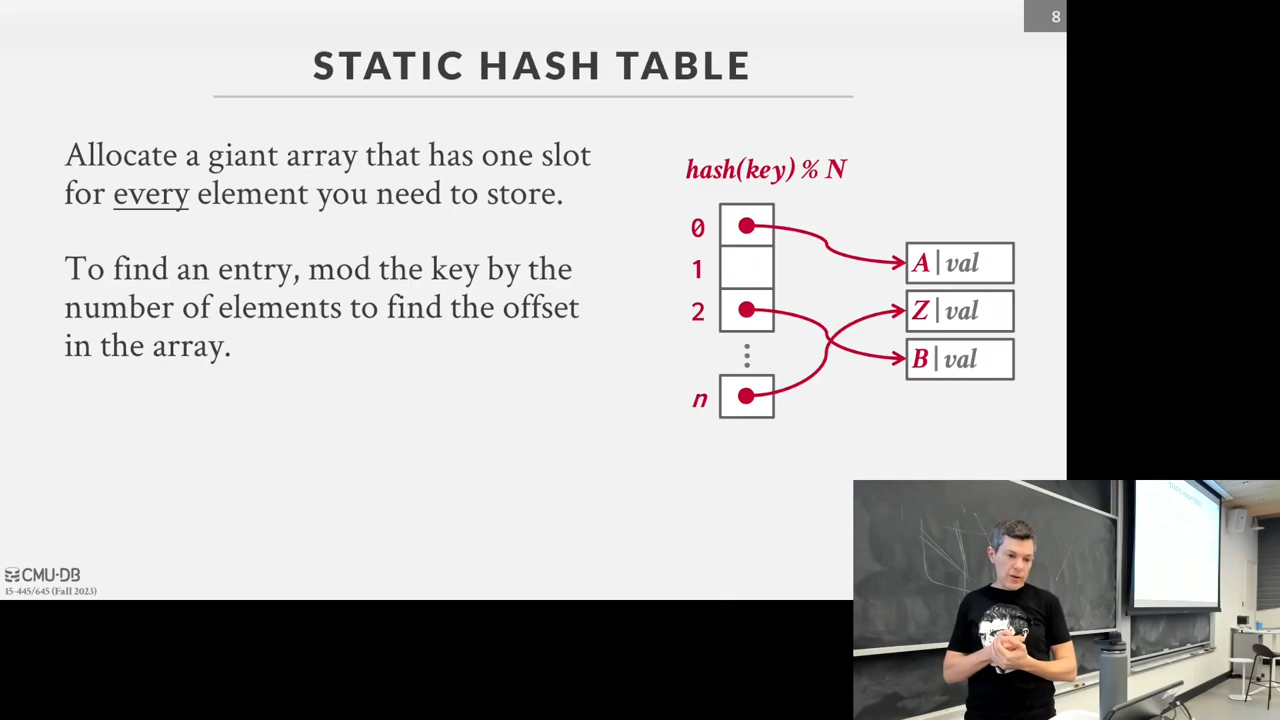 8
STATIC HASH TABLE
Allocate a giant array that has one slot
for every element you need to store.
To find an entry, mod the key by the
number of elements to find the offset
in the array.
hash(key) % N
0
1
2
⋮
n
A | val
Z | val
B | val
CMU·DB
15-445/645 (Fall 2023)